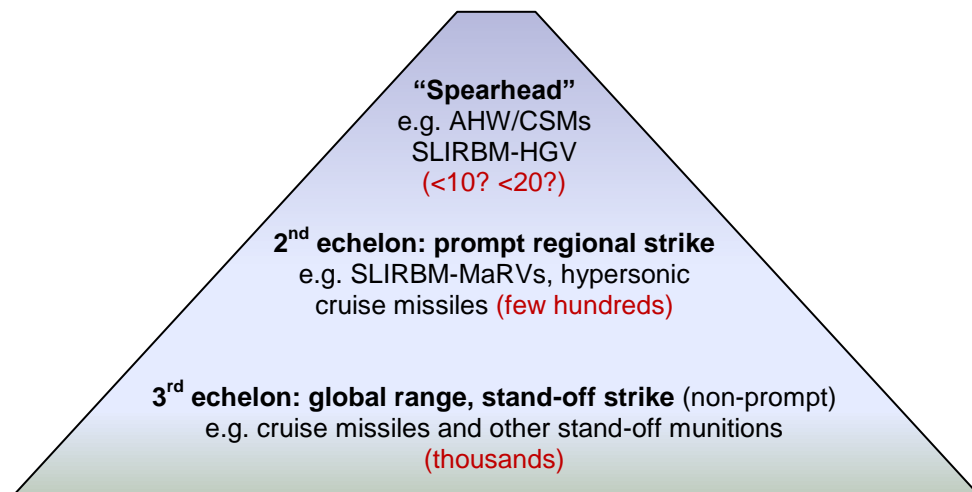 “Spearhead”
e.g. AHW/CSMs
SLIRBM-HGV
(<10? <20?)
2nd echelon: prompt regional strike
e.g. SLIRBM-MaRVs, hypersonic
cruise missiles (few hundreds)
3rd echelon: global range, stand-off strike (non-prompt)
e.g. cruise missiles and other stand-off munitions
(thousands)